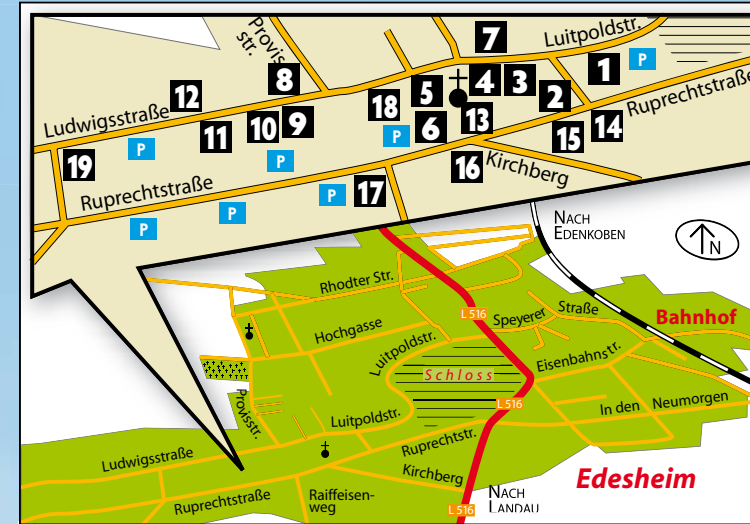 Provis
str.
Luitpoldstr.
7
8
12
5
4
3
1
P
2
Ludwigsstraße
18
Ruprechtstraße
11
10
9
6
13
14
15
P
P
P
19
16
Kirchberg
Ruprechtstraße
P
17
P
P
NACH
EDENKOBEN
N
Rhodter Str.
Hochgasse
L 516
Speyerer Straße
Bahnhof
Luitpoldstr.
Schloss
Eisenbahnstr.
Provisstr.
Luitpoldstr.
L 516
In den Neumorgen
Ludwigsstraße
Ruprechtstr.
Kirchberg
Edesheim
Ruprechtstraße
Raiffeisen-
weg
NACH
LANDAU
L 516